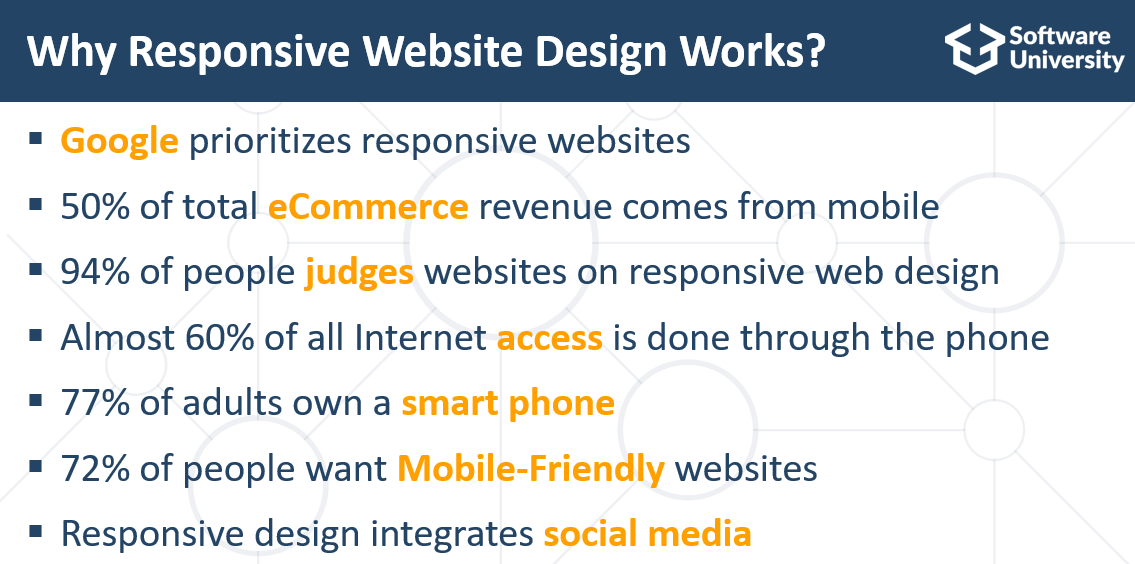 Why Responsive Website Design Works?
Software
University
▪ Google prioritizes responsive websites
▪ 50% of total eCommerce revenue comes from mobile
▪ 94% of people judges websites on responsive web design
▪ Almost 60% of all Internet access is done through the phone
▪ 77% of adults own a smart phone
▪ 72% of people want Mobile-Friendly websites
▪ Responsive design integrates social media